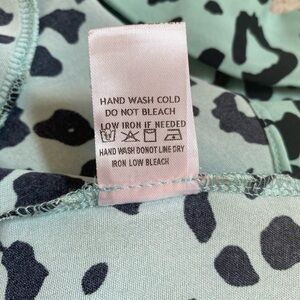 HAND WASH COLD
DO NOT BLEACH
LOW IRON IF NEEDED
HAND WASH DONOT LINE DRY
IRON LOW BLEACH